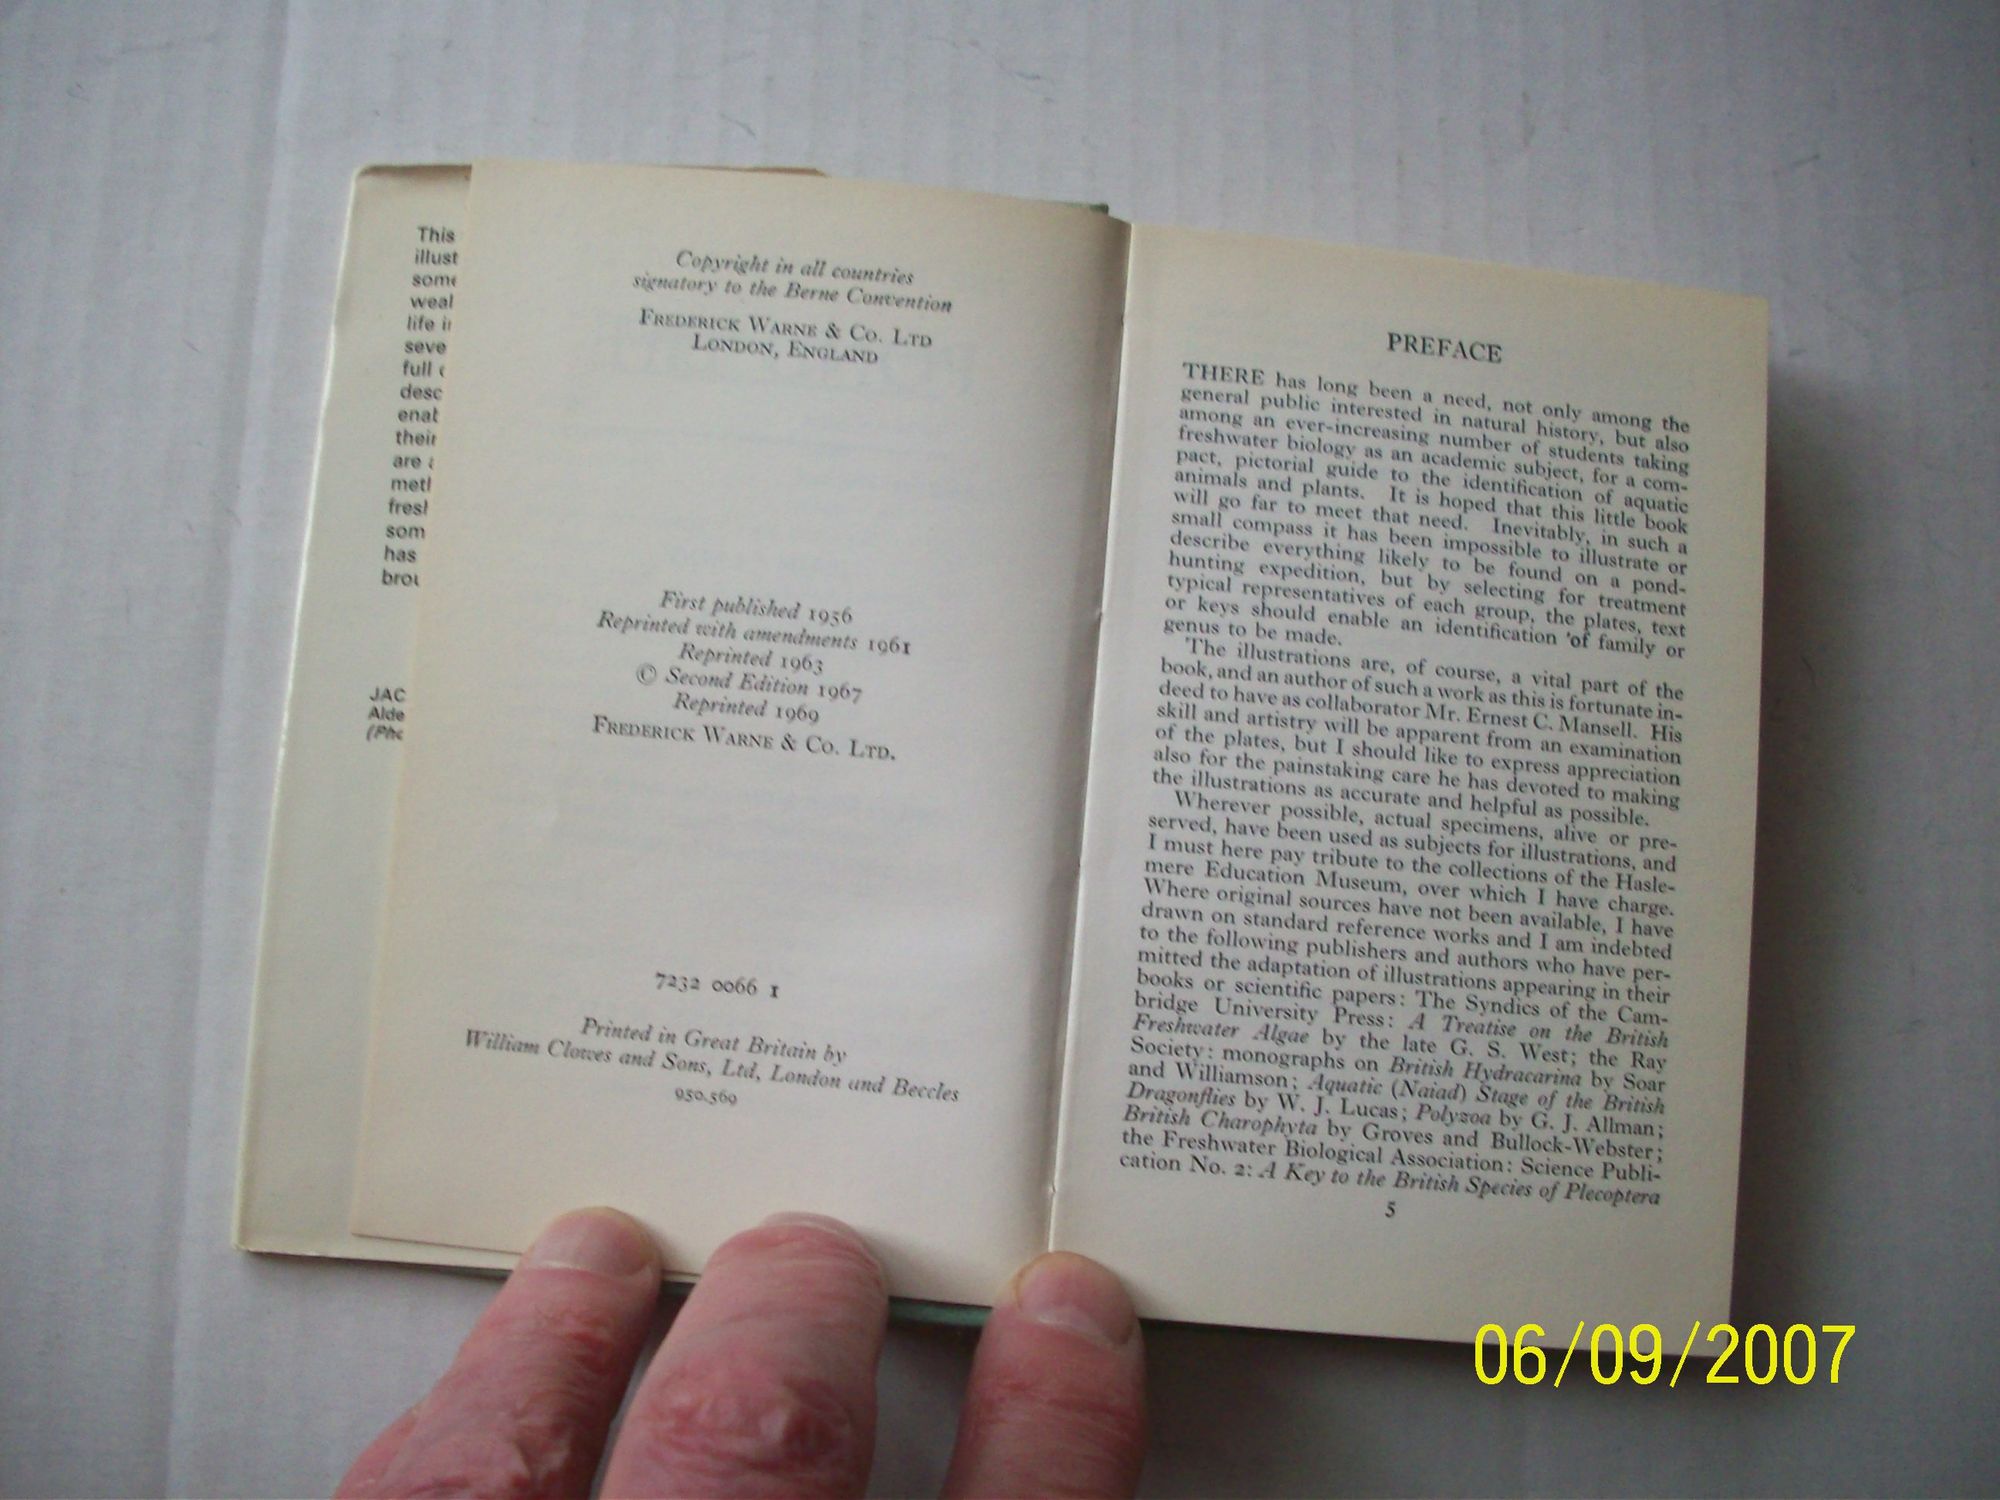 This
illust
some
weal
life in
seve
full
desc
enat
their
are
metl
fresl
som
has
brou
JAC
Alde
(Pho
Copyright in all countries
signatory to the Berne Convention
FREDERICK WARNE & CO. LTD
LONDON, ENGLAND
First published 1956
Reprinted with amendments 1961
Reprinted 1963
© Second Edition 1967
Reprinted 1969
FREDERICK WARNE & CO. LTD.
7232 0066 1
Printed in Great Britain by
William Clowes and Sons, Ltd, London and Beccles
950.569
PREFACE
THERE has long been a need, not only among the
general public interested in natural history, but also
among an ever-increasing number of students taking
freshwater biology as an academic subject, for a com-
pact, pictorial guide to the identification of aquatic
animals and plants. It is hoped that this little book
will go far to meet that need. Inevitably, in such a
small compass it has been impossible to illustrate or
describe everything likely to be found on a pond-
hunting expedition, but by selecting for treatment
typical representatives of each group, the plates, text
or keys should enable an identification of family or
genus to be made.
The illustrations are, of course, a vital part of the
book, and an author of such a work as this is fortunate in-
deed to have as collaborator Mr. Ernest C. Mansell. His
skill and artistry will be apparent from an examination
of the plates, but I should like to express appreciation
also for the painstaking care he has devoted to making
the illustrations as accurate and helpful as possible.
Wherever possible, actual specimens, alive or pre-
served, have been used as subjects for illustrations, and
I must here pay tribute to the collections of the Hasle-
mere Education Museum, over which I have charge.
Where original sources have not been available, I have
drawn on standard reference works and I am indebted
to the following publishers and authors who have per-
mitted the adaptation of illustrations appearing in their
books or scientific papers: The Syndics of the Cam-
bridge University Press: A Treatise on the British
Freshwater Algae by the late G. S. West; the Ray
Society: monographs on British Hydracarina by Soar
and Williamson; Aquatic (Naiad) Stage of the British
Dragonflies by W. J. Lucas; Polyzoa by G. J. Allman;
British Charophyta by Groves and Bullock-Webster;
the Freshwater Biological Association: Science Publi-
cation No. 2: A Key to the British Species of Plecoptera
5
06/09/2007